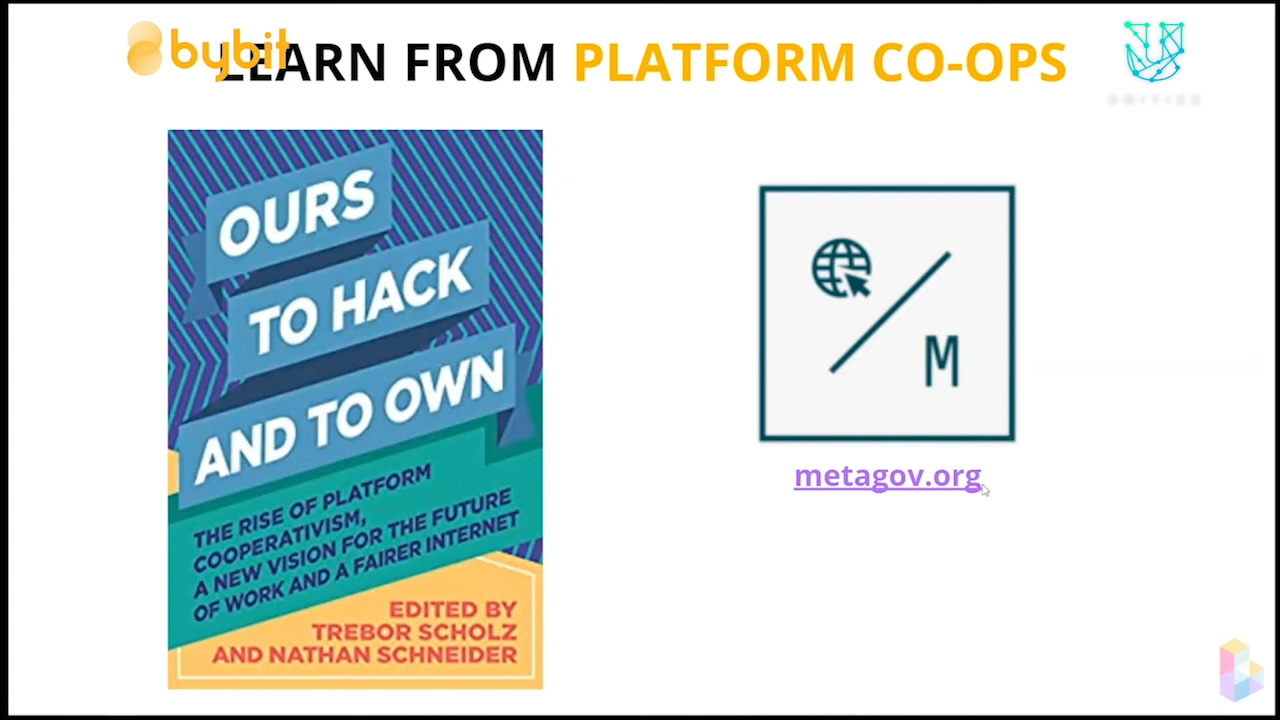 bybit
LEARN FROM PLATFORM CO-OPS
UNIFIED
OURS
TO HACK
AND TO OWN
THE RISE OF PLATFORM
COOPERATIVISM,
A NEW VISION FOR THE FUTURE
OF WORK AND A FAIRER INTERNET
EDITED BY
TREBOR SCHOLZ
AND NATHAN SCHNEIDER
M
metagov.org